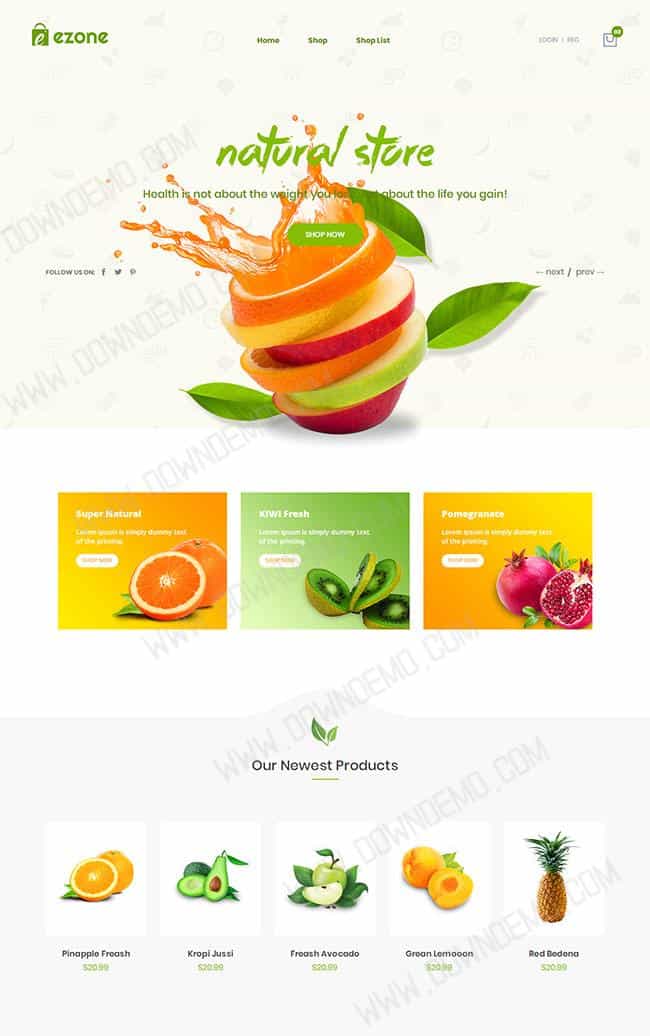 ezone
Home Shop Shop List
LOGIN | REG
natural store
Health is not about the weight you about the life you gain!
SHOP NOW
FOLLOW US ON:
← next / prev →
Super Natural
Lorem Ipsum is simply dummy text
of the printing.
SHOP NOW
KIWI Fresh
Lorem Ipsum is simply dummy text
of the printing.
SHOP NOW
Pomegranate
Lorem Ipsum is simply dummy text
of the printing.
SHOP NOW
Our Newest Products
Pinapple Freash
$20.99
Kropi Jussi
$20.99
Freash Avocado
$20.99
Grean Lemooon
$20.99
Red Bedena
$20.99
WWW.DOWNDEMO.COM